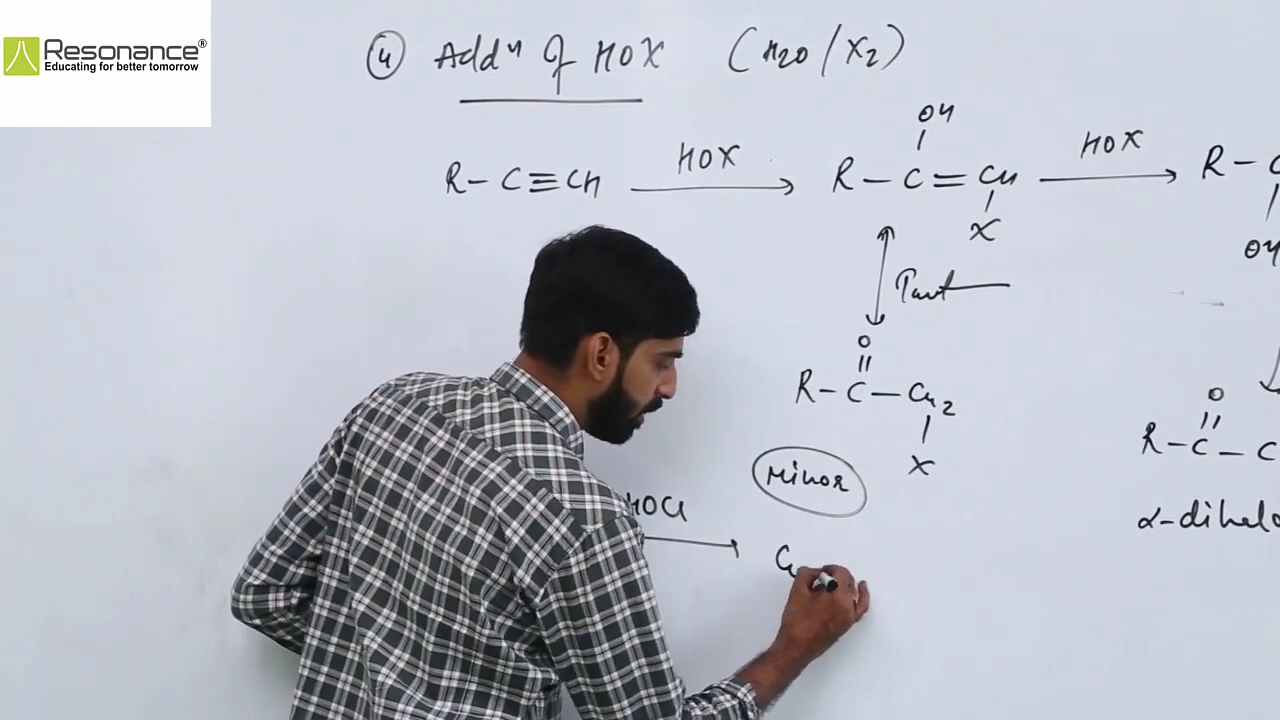 Resonance®
Educating for better tomorrow
④ Addⁿ of HOX (H2O/X2)
R-C≡CH HOX R-C=CH HOX R-C
OH
X
OH
Taut
O
R-C-CH2
X
Minor
O
R-C-C
α-dihalo
HOCl